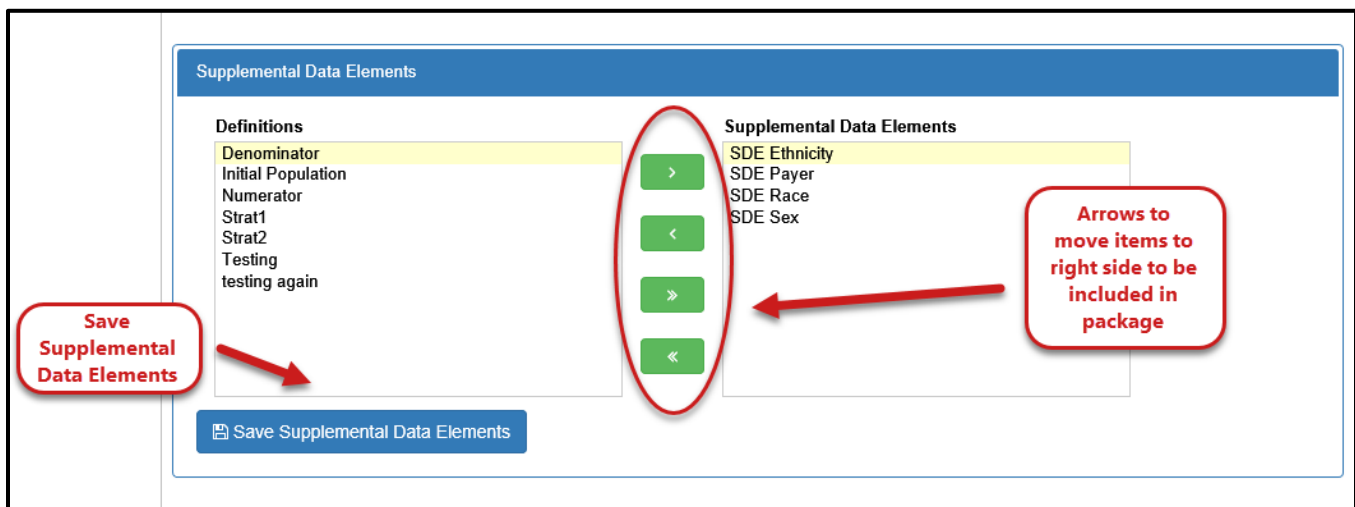 Supplemental Data Elements
Definitions
Denominator
Initial Population
Numerator
Strat1
Strat2
Testing
testing again
>
<
»
«
Supplemental Data Elements
SDE Ethnicity
SDE Payer
SDE Race
SDE Sex
Arrows to
move items to
right side to be
included in
package
Save
Supplemental
Data Elements
Save Supplemental Data Elements